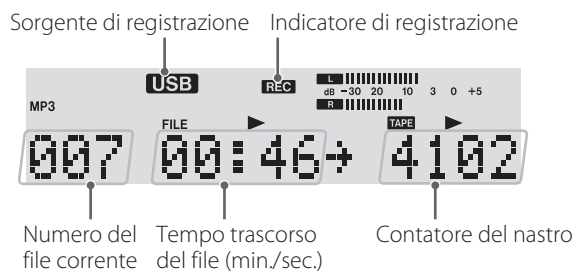 Sorgente di registrazione Indicatore di registrazione
USB REC L
dB -30 20 10 3 0 +5
MP3 R
FILE TAPE
007 00:46→ 4102
Numero del Tempo trascorso Contatore del nastro
file corrente del file (min./sec.)